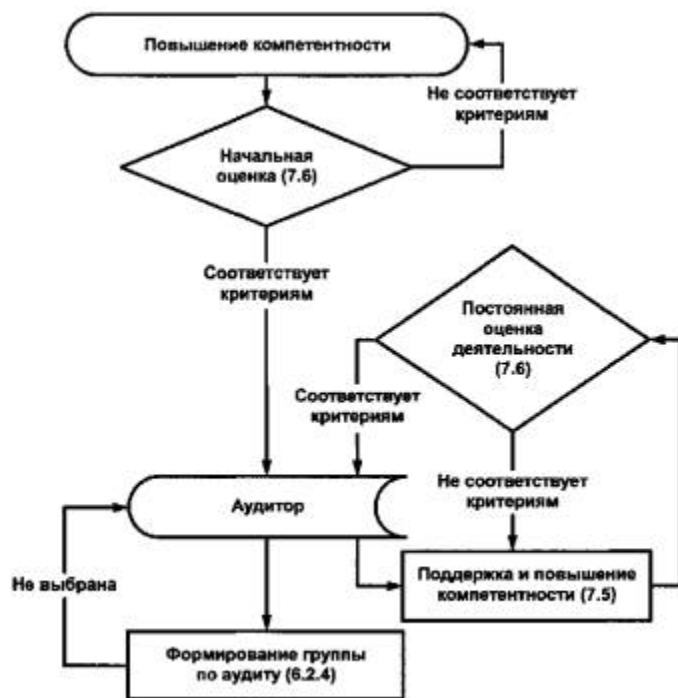 Повышение компетентности
Не соответствует
критериям
Начальная
оценка (7.6)
Соответствует
критериям
Постоянная
оценка
деятельности
(7.6)
Соответствует
критериям
Не соответствует
критериям
Аудитор
Не выбрана
Поддержка и повышение
компетентности (7.5)
Формирование группы
по аудиту (6.2.4)